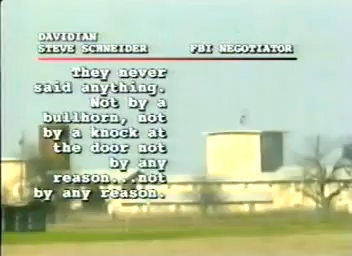 DAVIDIAN
STEVE SCHNEIDER FBI NEGOTIATOR
They never
said anything.
Not by a
bullhorn, not
by a knock at
the door not
by any
reason...not
by any reason.